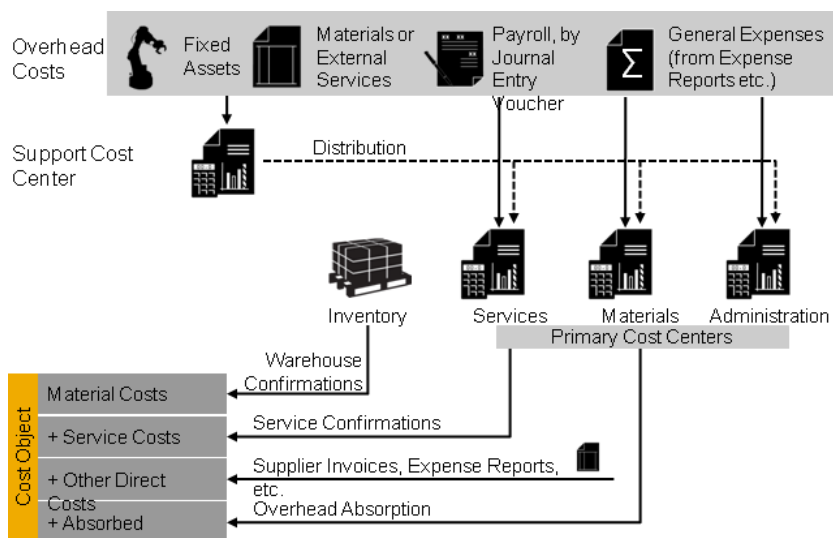 Overhead
Costs
Fixed
Assets
Materials or
External
Services
Payroll, by
Journal
Entry
Voucher
General Expenses
(from Expense
Reports etc.)
Support Cost
Center
Distribution
Inventory
Services
Materials
Administration
Primary Cost Centers
Warehouse
Confirmations
Cost Object
Material Costs
+ Service Costs
Service Confirmations
+ Other Direct
Costs
Supplier Invoices, Expense Reports,
etc.
+ Absorbed
Overhead Absorption